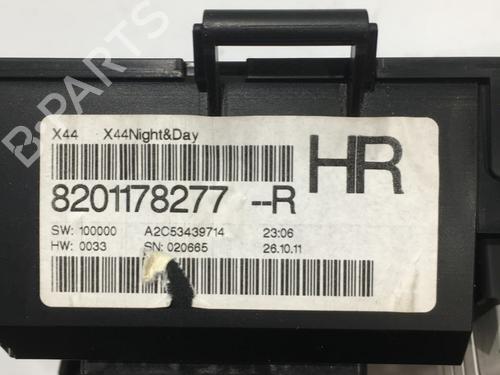 B-PARTS
X44 X44Night&Day
HR
8201178277 --R
SW: 100000 A2C53439714 23:06
HW: 0033 SN: 020665 26.10.11